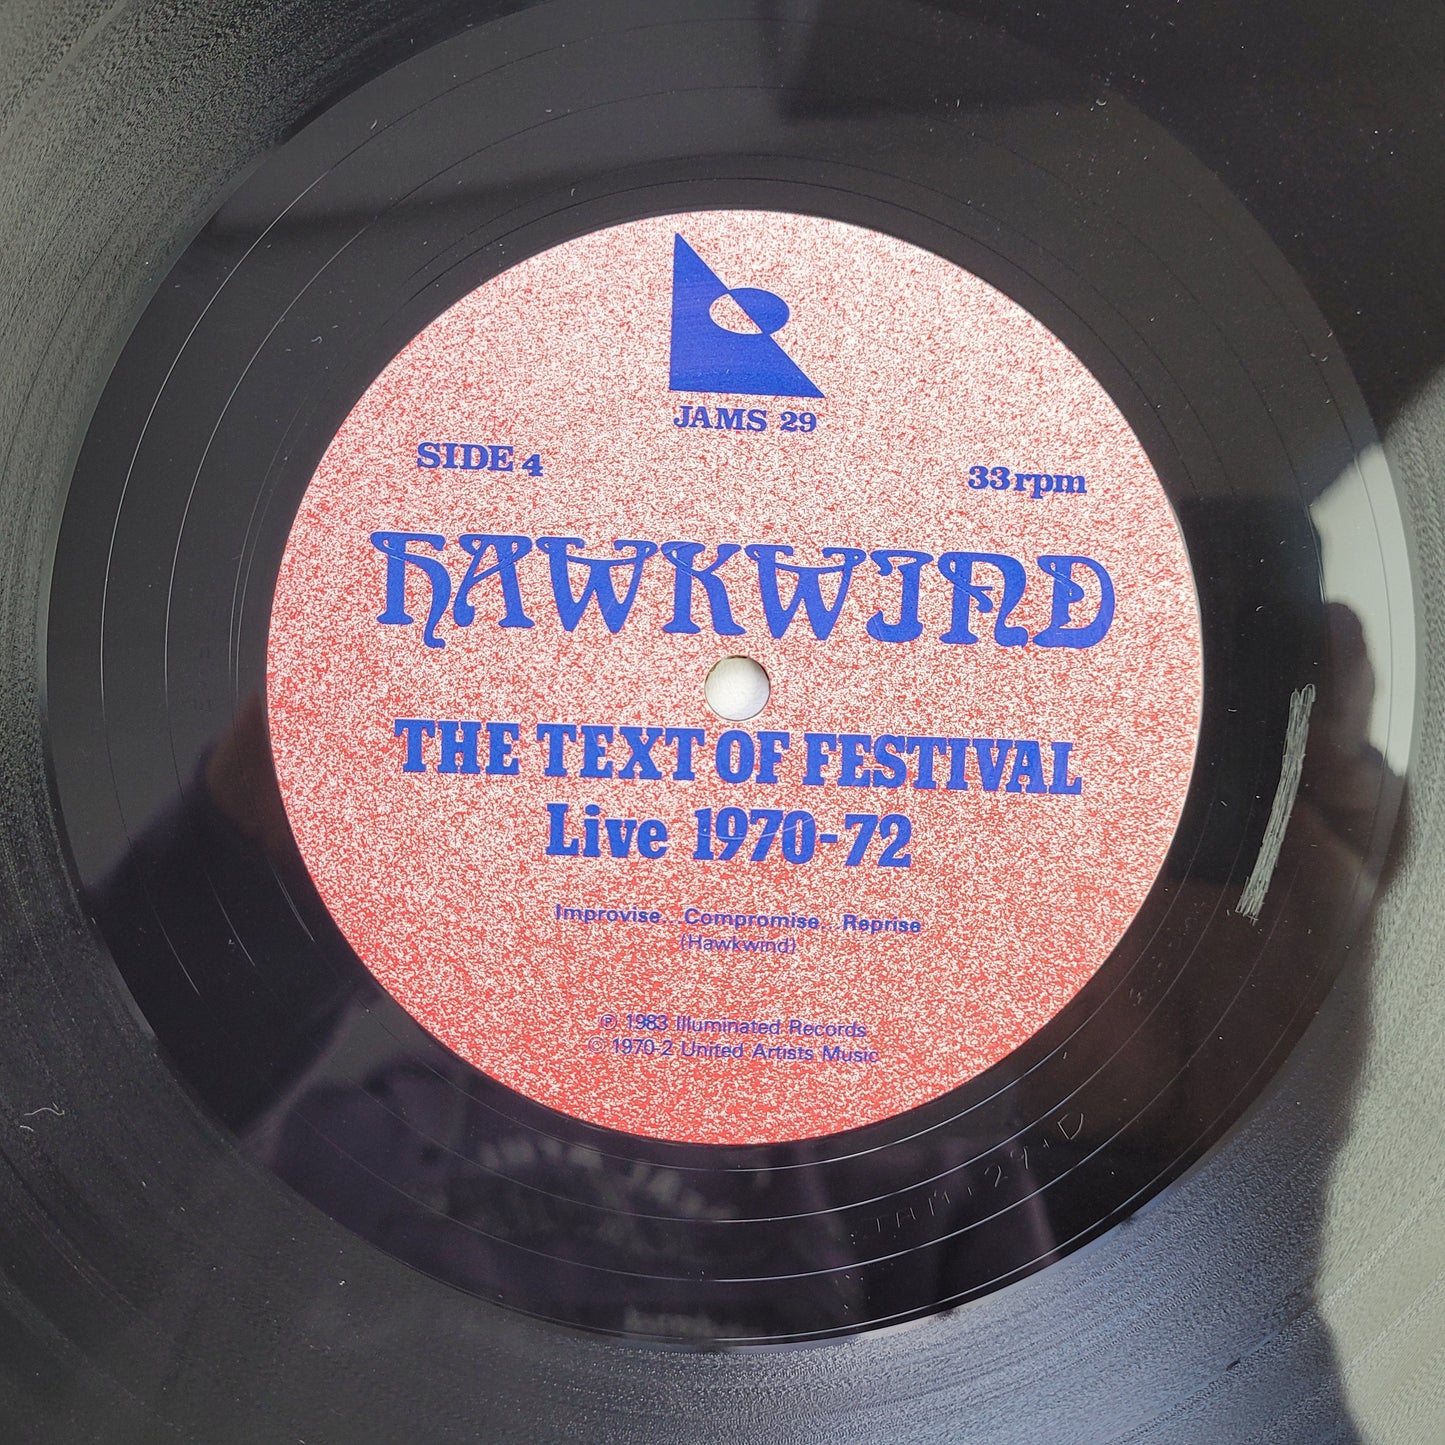 JAMS 29
SIDE 4
33 rpm
HAWKWIND
THE TEXT OF FESTIVAL
Live 1970-72
Improvise...Compromise...Reprise
(Hawkwind)
℗ 1983 Illuminated Records
© 1970-2 United Artists Music